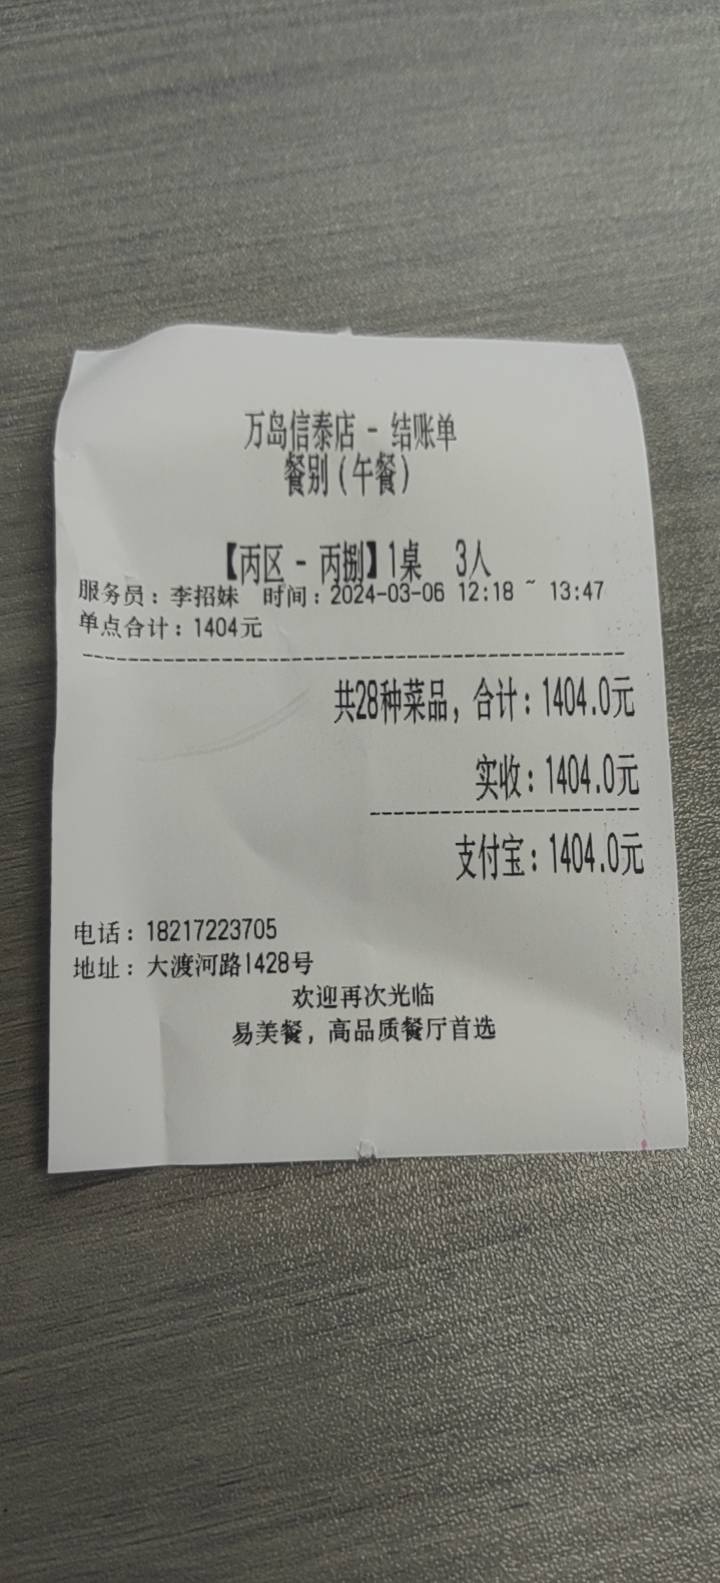 万岛信泰店 - 结账单
餐别(午餐)
【丙区 - 丙捌】1桌 3人
服务员:李招妹 时间:2024-03-06 12:18 ~ 13:47
单点合计:1404元
共28种菜品,合计:1404.0元
实收:1404.0元
支付宝:1404.0元
电话:18217223705
地址:大渡河路1428号
欢迎再次光临
易美餐,高品质餐厅首选